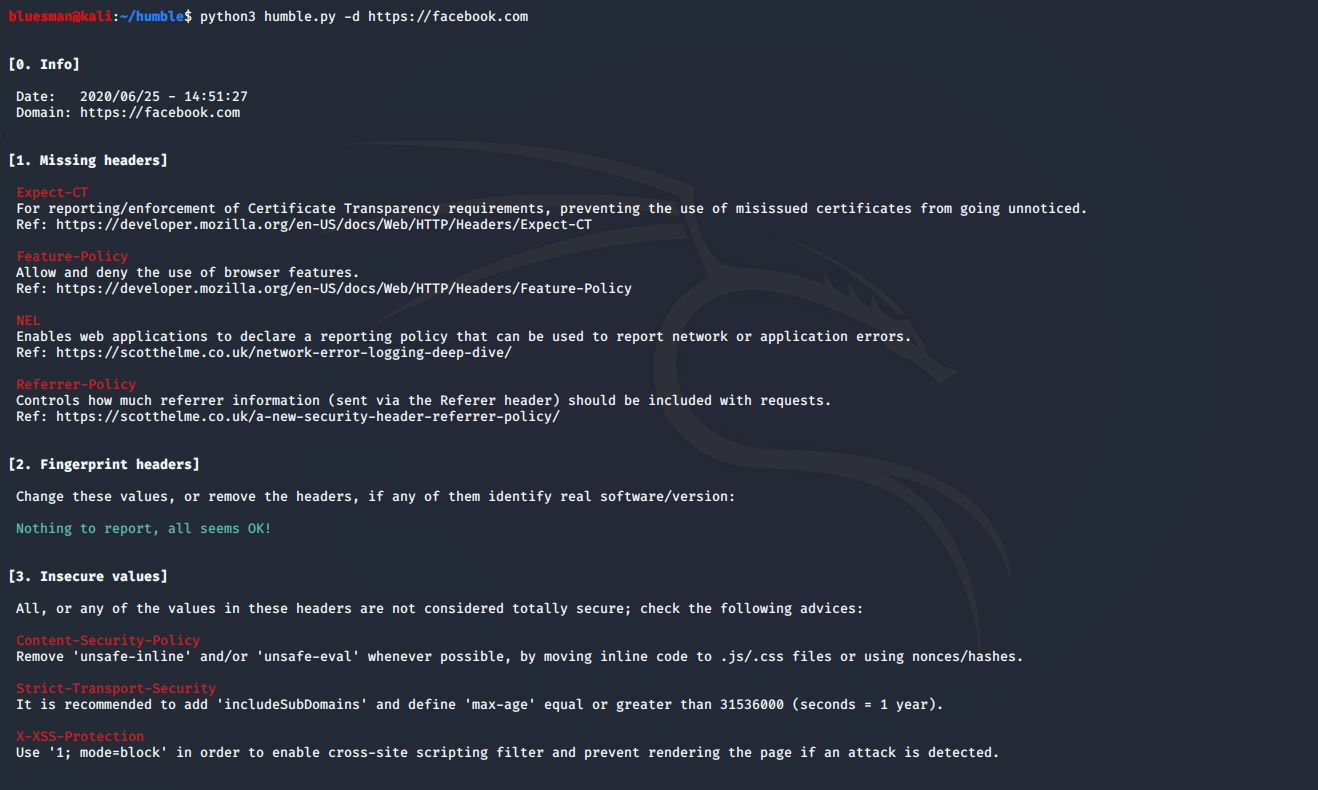 bluesman@kali:~/humble$ python3 humble.py -d https://facebook.com
[0. Info]
Date:   2020/06/25 - 14:51:27
Domain: https://facebook.com
[1. Missing headers]
Expect-CT
For reporting/enforcement of Certificate Transparency requirements, preventing the use of misissued certificates from going unnoticed.
Ref: https://developer.mozilla.org/en-US/docs/Web/HTTP/Headers/Expect-CT
Feature-Policy
Allow and deny the use of browser features.
Ref: https://developer.mozilla.org/en-US/docs/Web/HTTP/Headers/Feature-Policy
NEL
Enables web applications to declare a reporting policy that can be used to report network or application errors.
Ref: https://scotthelme.co.uk/network-error-logging-deep-dive/
Referrer-Policy
Controls how much referrer information (sent via the Referer header) should be included with requests.
Ref: https://scotthelme.co.uk/a-new-security-header-referrer-policy/
[2. Fingerprint headers]
Change these values, or remove the headers, if any of them identify real software/version:
Nothing to report, all seems OK!
[3. Insecure values]
All, or any of the values in these headers are not considered totally secure; check the following advices:
Content-Security-Policy
Remove 'unsafe-inline' and/or 'unsafe-eval' whenever possible, by moving inline code to .js/.css files or using nonces/hashes.
Strict-Transport-Security
It is recommended to add 'includeSubDomains' and define 'max-age' equal or greater than 31536000 (seconds = 1 year).
X-XSS-Protection
Use '1; mode=block' in order to enable cross-site scripting filter and prevent rendering the page if an attack is detected.